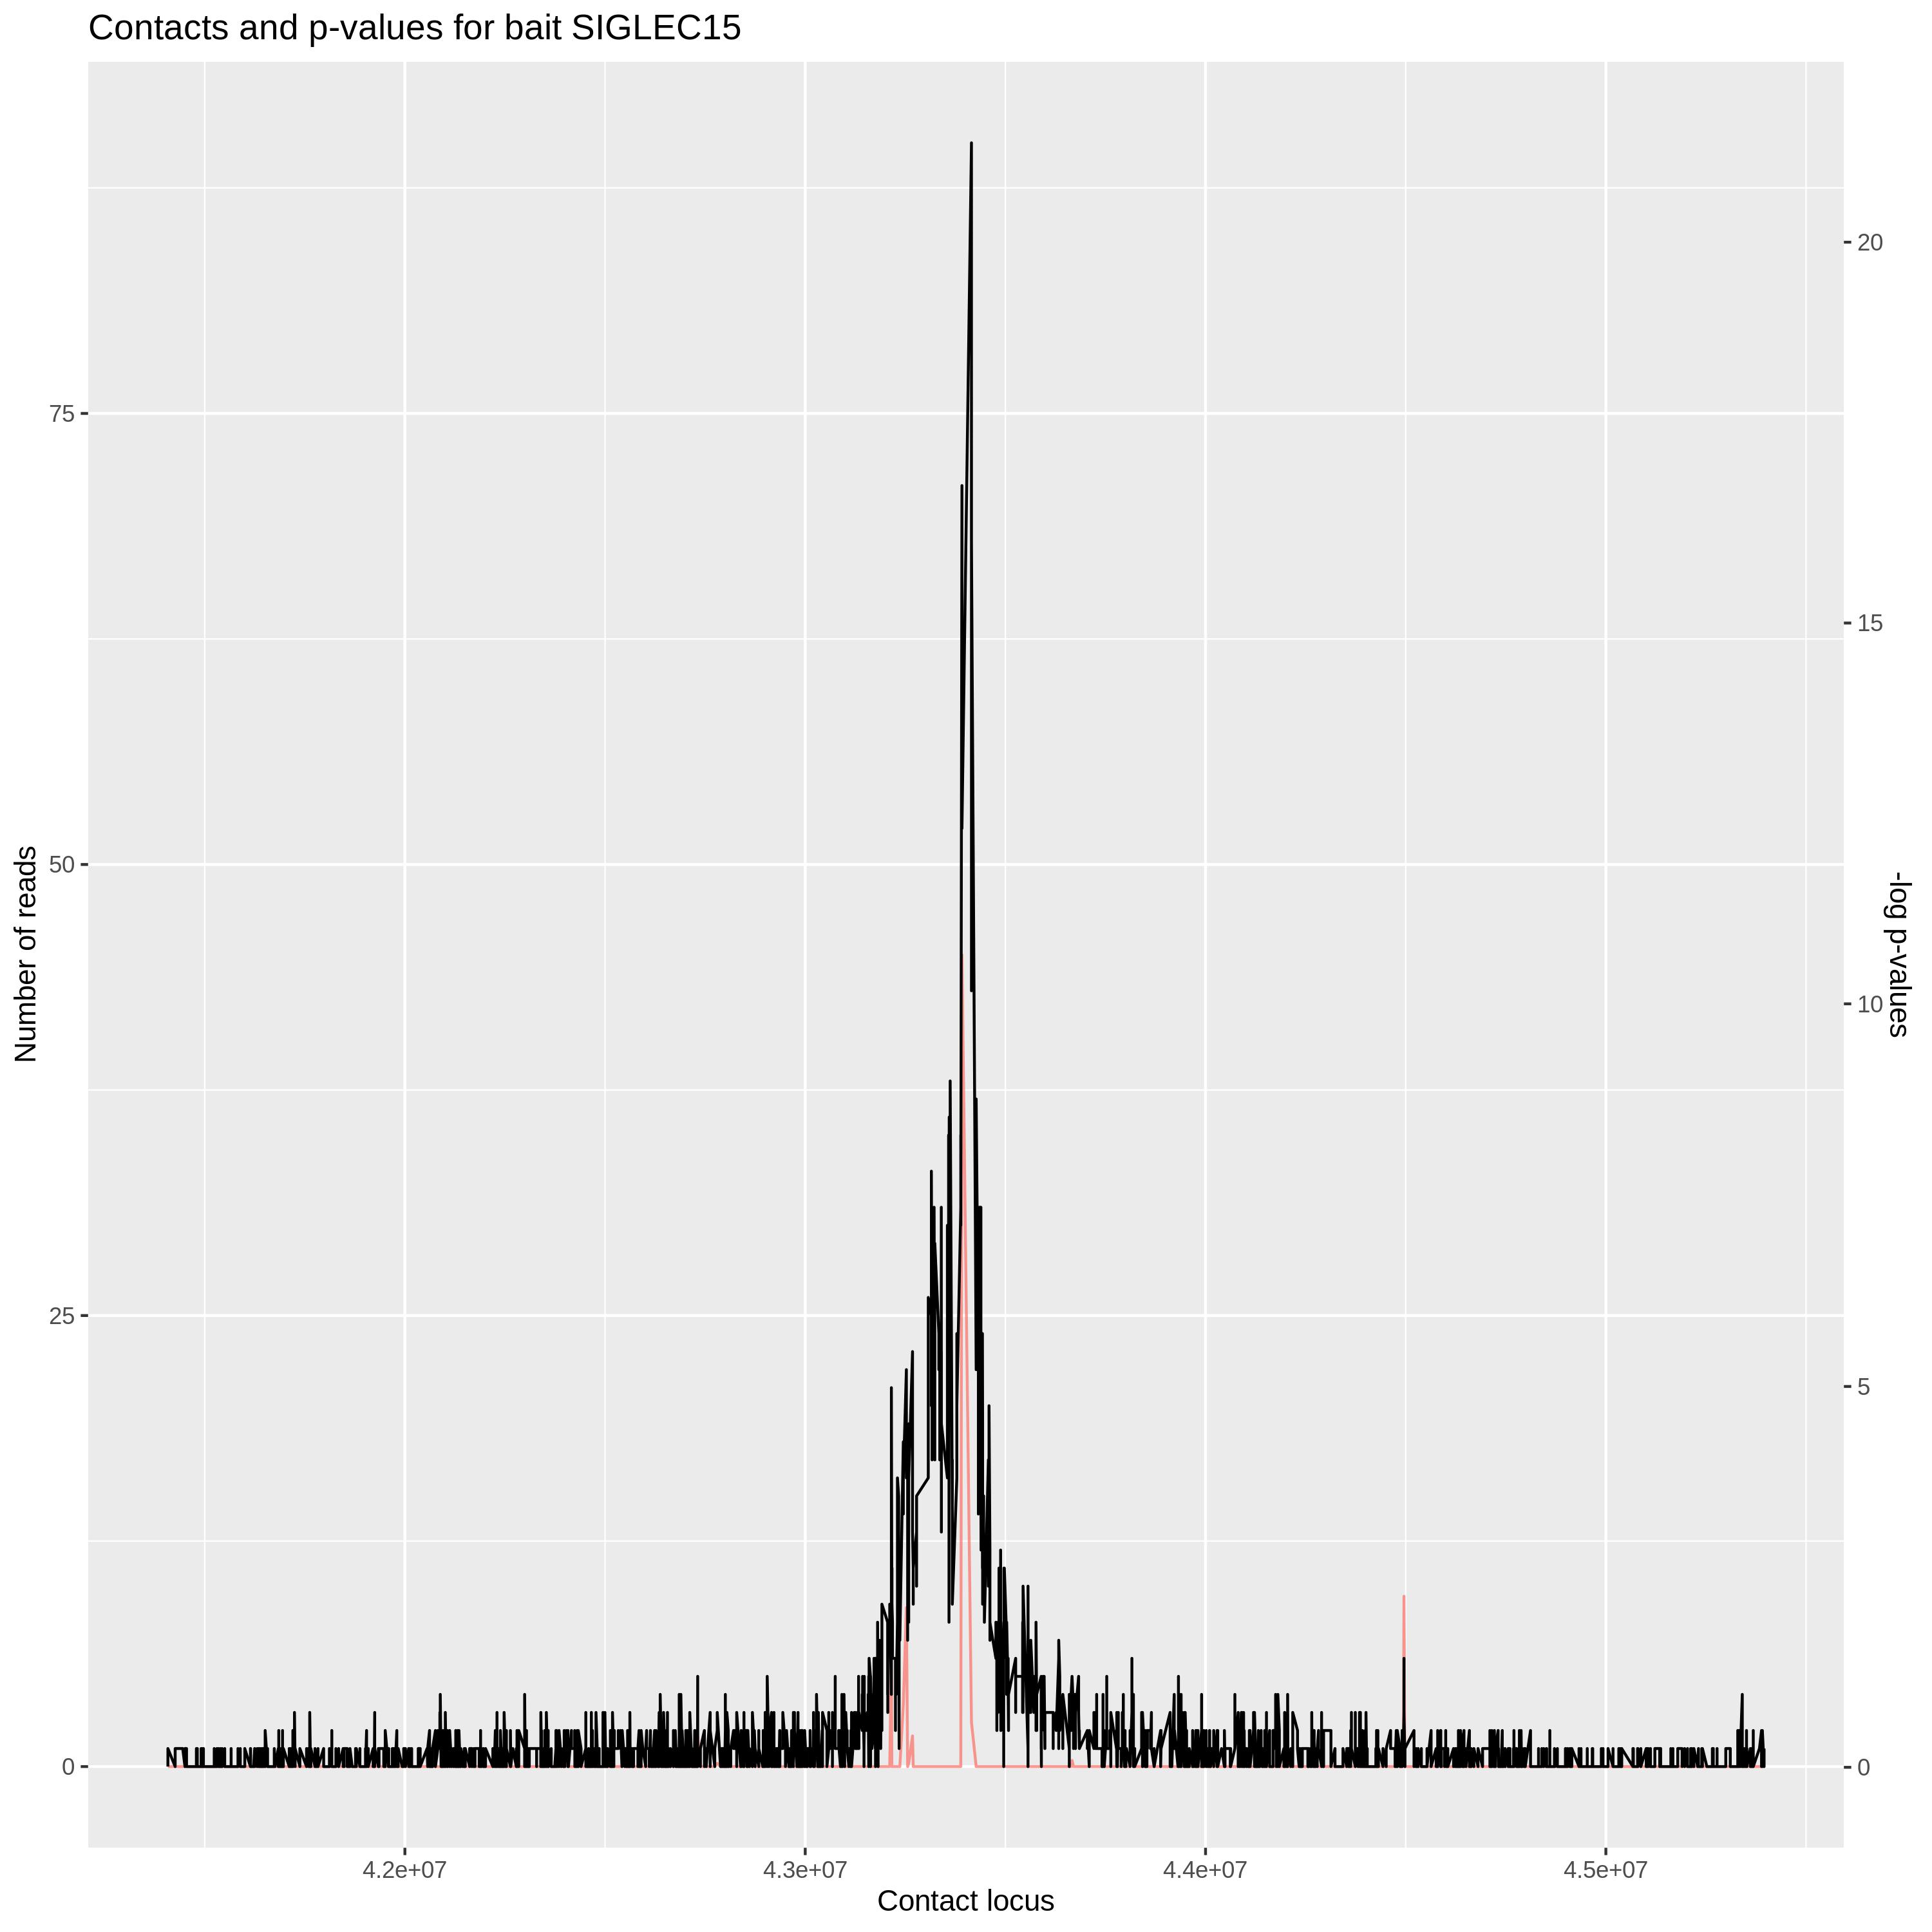 Contacts and p-values for bait SIGLEC15
Number of reads
75
50
25
0
20
15
10
5
0
-log p-values
4.2e+07 4.3e+07 4.4e+07 4.5e+07
Contact locus